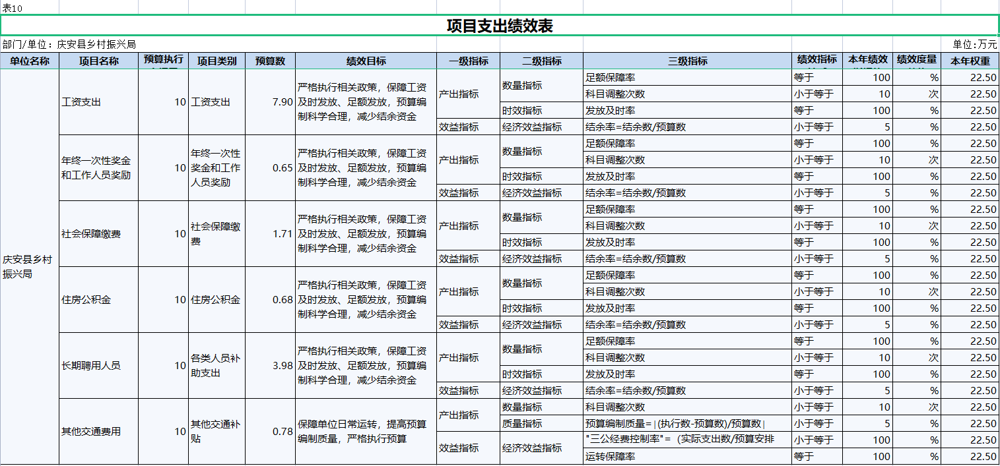 表10
项目支出绩效表
部门/单位：庆安县乡村振兴局 单位:万元
单位名称 项目名称 预算执行 项目类别 预算数 绩效目标 一级指标 二级指标 三级指标 绩效指标 本年绩效 绩效度量 本年权重
庆安县乡村
振兴局
工资支出 10 工资支出 7.90
严格执行相关政策，保障工资
及时发放、足额发放，预算编
制科学合理，减少结余资金
产出指标 数量指标 足额保障率 等于 100 % 22.50
科目调整次数 小于等于 10 次 22.50
时效指标 发放及时率 等于 100 % 22.50
效益指标 经济效益指标 结余率=结余数/预算数 小于等于 5 % 22.50
年终一次性奖金
和工作人员奖励
10
年终一次性
奖金和工作
人员奖励
0.65
严格执行相关政策，保障工资
及时发放、足额发放，预算编
制科学合理，减少结余资金
产出指标 数量指标 足额保障率 等于 100 % 22.50
科目调整次数 小于等于 10 次 22.50
时效指标 发放及时率 等于 100 % 22.50
效益指标 经济效益指标 结余率=结余数/预算数 小于等于 5 % 22.50
社会保障缴费 10
社会保障缴
费
1.71
严格执行相关政策，保障工资
及时发放、足额发放，预算编
制科学合理，减少结余资金
产出指标 数量指标 足额保障率 等于 100 % 22.50
科目调整次数 小于等于 10 次 22.50
时效指标 发放及时率 等于 100 % 22.50
效益指标 经济效益指标 结余率=结余数/预算数 小于等于 5 % 22.50
住房公积金 10 住房公积金 0.68
严格执行相关政策，保障工资
及时发放、足额发放，预算编
制科学合理，减少结余资金
产出指标 数量指标 足额保障率 等于 100 % 22.50
科目调整次数 小于等于 10 次 22.50
时效指标 发放及时率 等于 100 % 22.50
效益指标 经济效益指标 结余率=结余数/预算数 小于等于 5 % 22.50
长期聘用人员 10
各类人员补
助支出
3.98
严格执行相关政策，保障工资
及时发放、足额发放，预算编
制科学合理，减少结余资金
产出指标 数量指标 足额保障率 等于 100 % 22.50
科目调整次数 小于等于 10 次 22.50
时效指标 发放及时率 等于 100 % 22.50
效益指标 经济效益指标 结余率=结余数/预算数 小于等于 5 % 22.50
其他交通费用 10
其他交通补
贴
0.78
保障单位日常运转，提高预算
编制质量，严格执行预算
产出指标 数量指标 科目调整次数 小于等于 10 次 22.50
质量指标 预算编制质量=|(执行数-预算数)/预算数| 小于等于 5 % 22.50
效益指标 经济效益指标 "三公经费控制率"=（实际支出数/预算安排 小于等于 100 % 22.50
运转保障率 等于 100 % 22.50